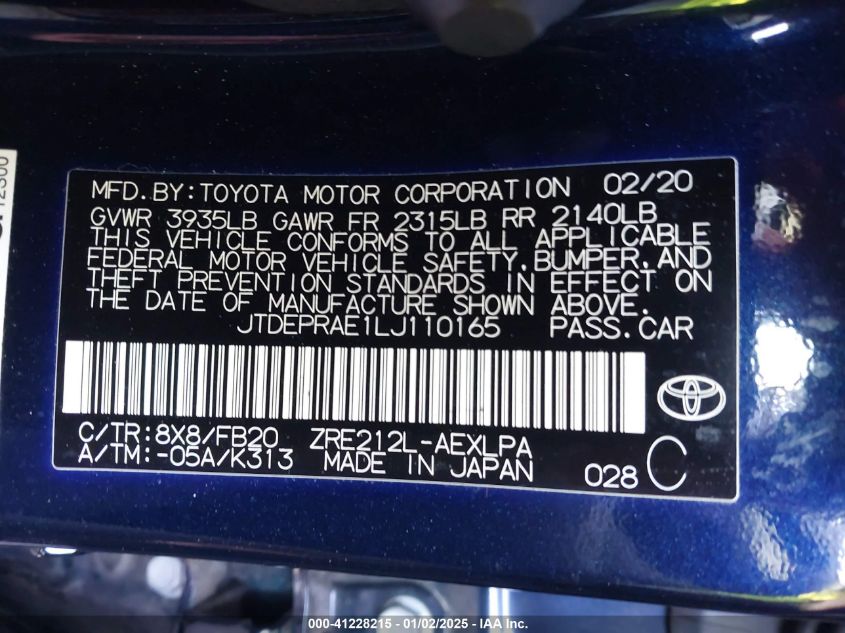 MFD.BY:TOYOTA MOTOR CORPORATION 02/20
GVWR 3935LB GAWR FR 2315LB RR 2140LB
THIS VEHICLE CONFORMS TO ALL APPLICABLE
FEDERAL MOTOR VEHICLE SAFETY,BUMPER,AND
THEFT PREVENTION STANDARDS IN EFFECT ON
THE DATE OF MANUFACTURE SHOWN ABOVE.
JTDEPRAE1LJ110165 PASS.CAR
C/TR:8X8/FB20 ZRE212L-AEXLPA
A/TM:-05A/K313 MADE IN JAPAN
028 C
12300
000-41228215 - 01/02/2025 - IAA Inc.